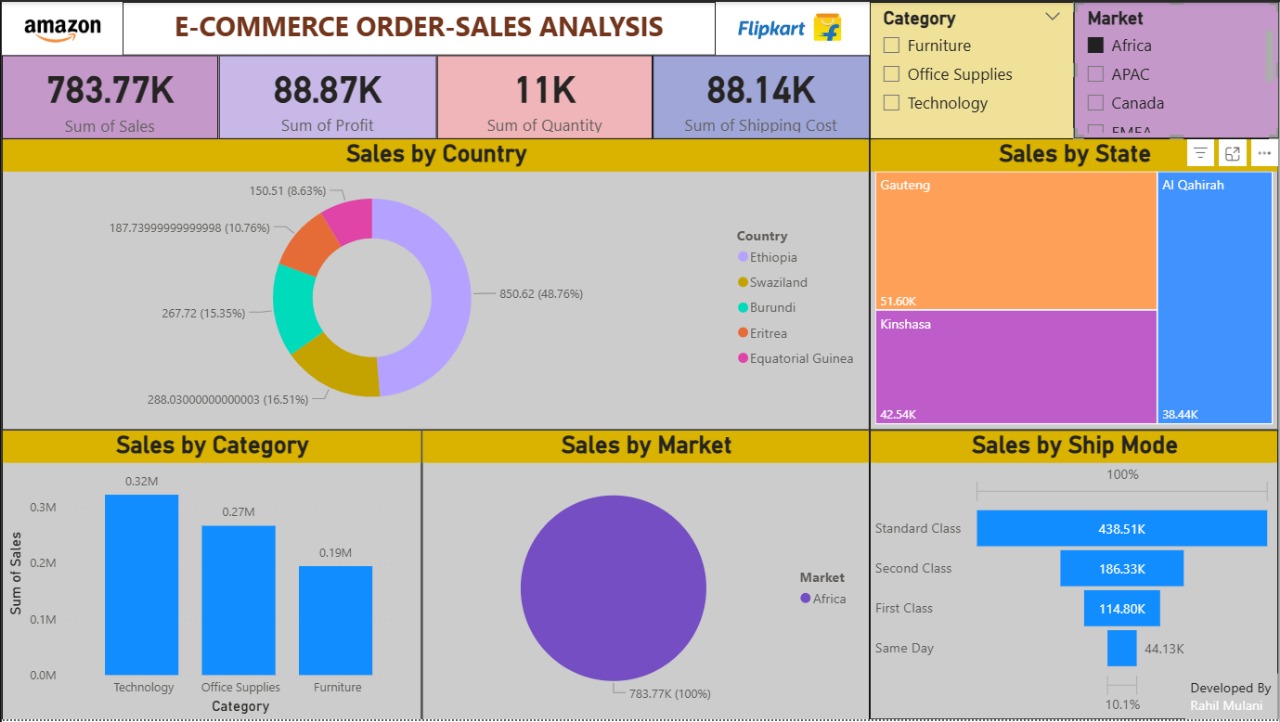 amazon
E-COMMERCE ORDER-SALES ANALYSIS
Flipkart
Category
Furniture
Office Supplies
Technology
Market
Africa
APAC
Canada
EMEA
783.77K
Sum of Sales
88.87K
Sum of Profit
11K
Sum of Quantity
88.14K
Sum of Shipping Cost
Sales by Country
150.51 (8.63%)
187.73999999999998 (10.76%)
267.72 (15.35%)
288.03000000000003 (16.51%)
850.62 (48.76%)
Country
Ethiopia
Swaziland
Burundi
Eritrea
Equatorial Guinea
Sales by State
Gauteng
51.60K
Kinshasa
42.54K
Al Qahirah
38.44K
Sales by Category
Sum of Sales
0.3M
0.2M
0.1M
0.0M
0.32M
0.27M
0.19M
Technology
Office Supplies
Furniture
Category
Sales by Market
783.77K (100%)
Market
Africa
Sales by Ship Mode
100%
Standard Class 438.51K
Second Class 186.33K
First Class 114.80K
Same Day 44.13K
10.1%
Developed By
Rahil Mulani